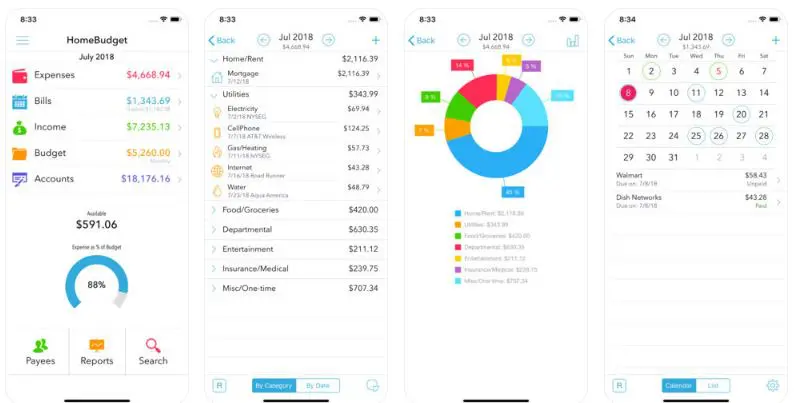 8:33
HomeBudget
July 2018
Expenses $4,668.94
Bills $1,343.69
Income $7,235.13
Budget $5,260.00
Monthly
Accounts $18,176.16
Available
$591.06
Expense as % of Budget
88%
Payees Reports Search
8:33
Back Jul 2018
$4,668.94
Home/Rent $2,116.39
Mortgage $2,116.39
7/12/18
Utilities $343.99
Electricity $69.94
7/2/18 NYSEG
CellPhone $124.25
7/7/18 AT&T Wireless
Gas/Heating $57.73
7/11/18 NYSEG
Internet $43.28
7/16/18 Road Runner
Water $48.79
7/23/18 Aqua America
Food/Groceries $420.00
Departmental $630.35
Entertainment $211.12
Insurance/Medical $239.75
Misc/One-time $707.34
R By Category By Date
8:33
Back Jul 2018
$4,668.94
14 %
5 %
9 %
7 %
45 %
Home/Rent: $2,116.39
Utilities: $343.99
Food/Groceries: $420.00
Departmental: $630.35
Entertainment: $211.12
Insurance/Medical: $239.75
Misc/One-time: $707.34
8:34
Back Jul 2018
$1,343.69
Sun Mon Tue Wed Thu Fri Sat
1 2 3 4 5 6 7
8 9 10 11 12 13 14
15 16 17 18 19 20 21
22 23 24 25 26 27 28
29 30 31 1 2 3 4
Walmart $58.43
Due on: 7/8/18 Unpaid
Dish Networks $43.28
Due on: 7/8/18 Paid
R Calendar List